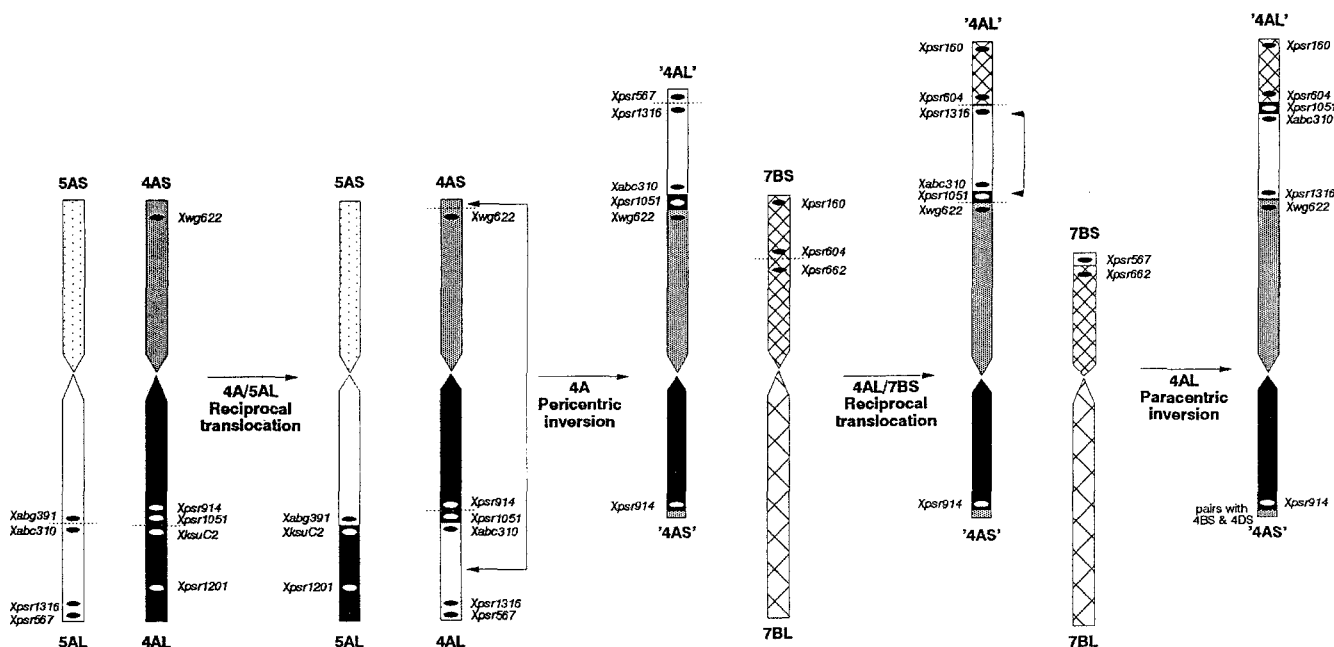 5AS
4AS
Xwg622
Xabg391
Xabc310
Xpsr1316
Xpsr567
Xpsr914
Xpsr1051
XksuC2
Xpsr1201
5AL
4AL
4A/5AL
Reciprocal
translocation
5AS
4AS
Xwg622
Xabg391
XksuC2
Xpsr1201
Xpsr914
Xpsr1051
Xabc310
Xpsr1316
Xpsr567
5AL
4AL
4A
Pericentric
inversion
'4AL'
Xpsr567
Xpsr1316
Xabc310
Xpsr1051
Xwg622
Xpsr914
'4AS'
7BS
Xpsr160
Xpsr604
Xpsr662
7BL
4AL/7BS
Reciprocal
translocation
'4AL'
Xpsr160
Xpsr604
Xpsr1316
Xabc310
Xpsr1051
Xwg622
Xpsr914
'4AS'
7BS
Xpsr567
Xpsr662
7BL
4AL
Paracentric
inversion
'4AL'
Xpsr160
Xpsr604
Xpsr1051
Xabc310
Xpsr1316
Xwg622
Xpsr914
pairs with
4BS & 4DS
'4AS'